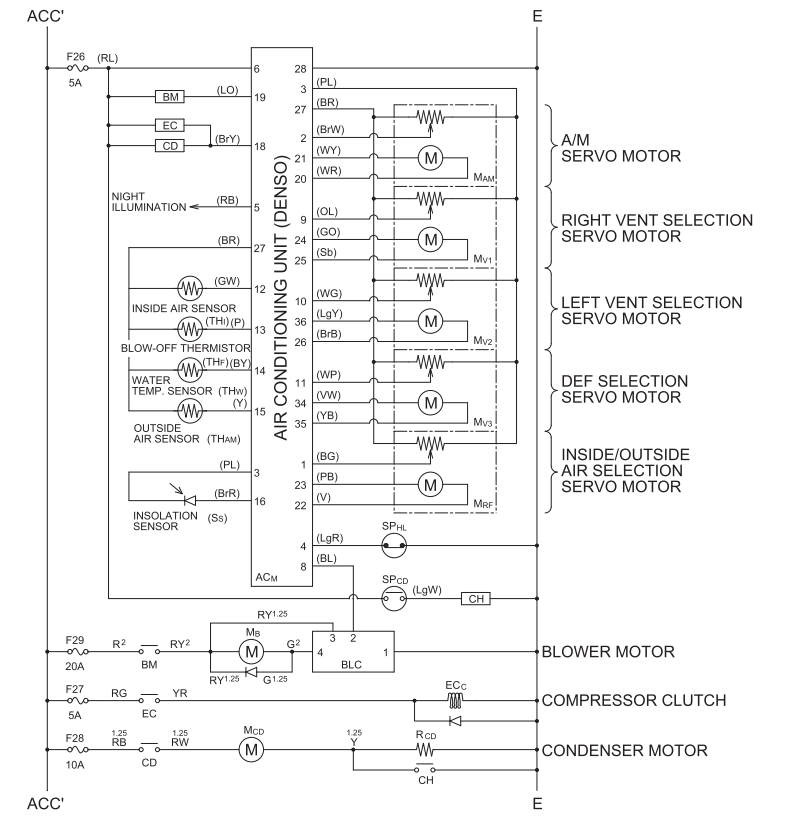 ACC' E
F26 (RL) 6 28
5A 3 (PL)
BM (LO) 19 27 (BR)
EC
CD (BrY) 18 2 (BrW)
A/M
SERVO MOTOR
21 (WY) M
20 (WR) MAM
NIGHT
ILLUMINATION (RB) 5
9 (OL)
RIGHT VENT SELECTION
SERVO MOTOR
(BR) 27 24 (GO) M
25 (Sb) MV1
(GW) 12
INSIDE AIR SENSOR
10 (WG)
LEFT VENT SELECTION
SERVO MOTOR
(THI) (P) 13 36 (LgY) M
BLOW-OFF THERMISTOR
26 (BrB) MV2
(THF) (BY) 14
WATER
TEMP. SENSOR (THW)
11 (WP)
DEF SELECTION
SERVO MOTOR
(Y) 15 34 (VW) M
OUTSIDE
AIR SENSOR (THAM)
35 (YB) MV3
AIR CONDITIONING UNIT (DENSO)
INSIDE/OUTSIDE
AIR SELECTION
SERVO MOTOR
(PL) 3 1 (BG)
(BrR) 16 23 (PB) M
INSOLATION
SENSOR (SS)
22 (V) MRF
4 (LgR) SPHL
8 (BL)
ACM
SPCD (LgW) CH
RY1.25
F29 R2 RY2 MB M G2 3 2 4 1
20A BM BLC
BLOWER MOTOR
RY1.25 G1.25
F27 RG YR ECC
5A EC
COMPRESSOR CLUTCH
F28 1.25 RB 1.25 RW MCD M 1.25 Y RCD
10A CD
CONDENSER MOTOR
CH
ACC' E